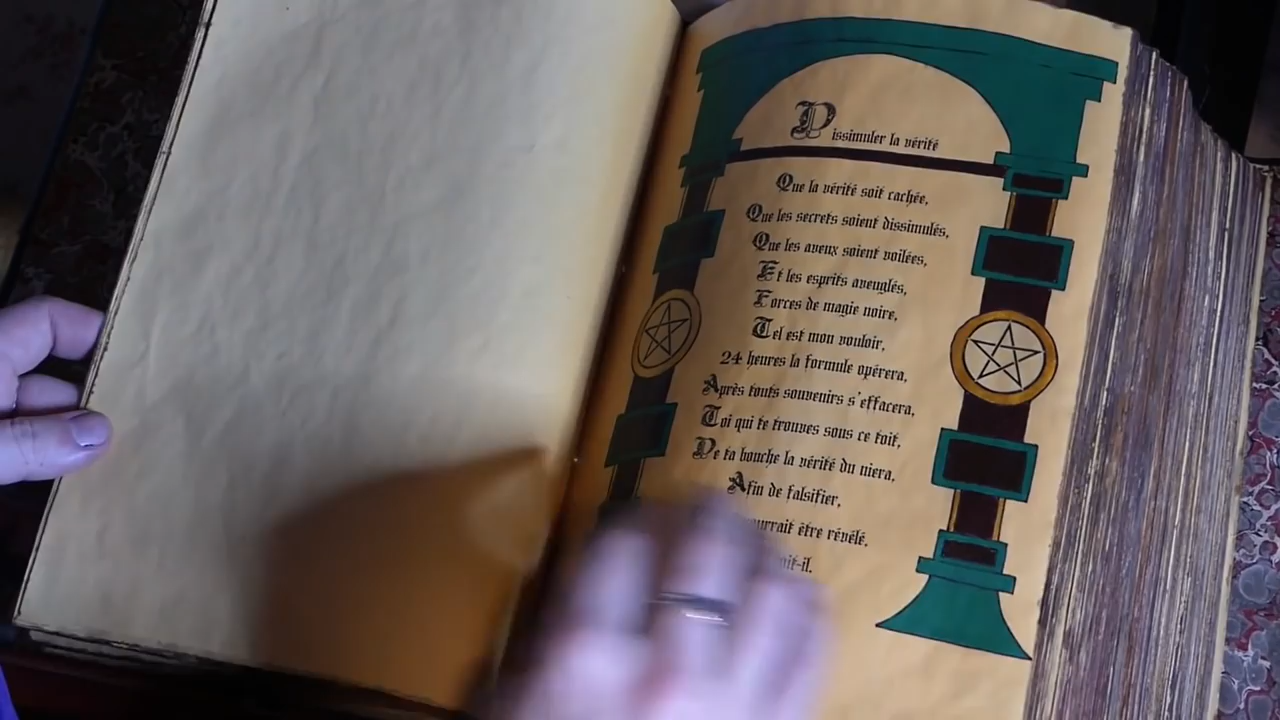 Dissimuler la vérité
Que la vérité soit cachée,
Que les secrets soient dissimulés,
Que les aveux soient voilées,
Et les esprits aveuglés,
Forces de magie noire,
Tel est mon vouloir,
24 heures la formule opérera,
Après touts souvenirs s'effacera,
Toi qui te trouves sous ce toit,
De ta bouche la vérité du niera,
Afin de falsifier,
être révélé.